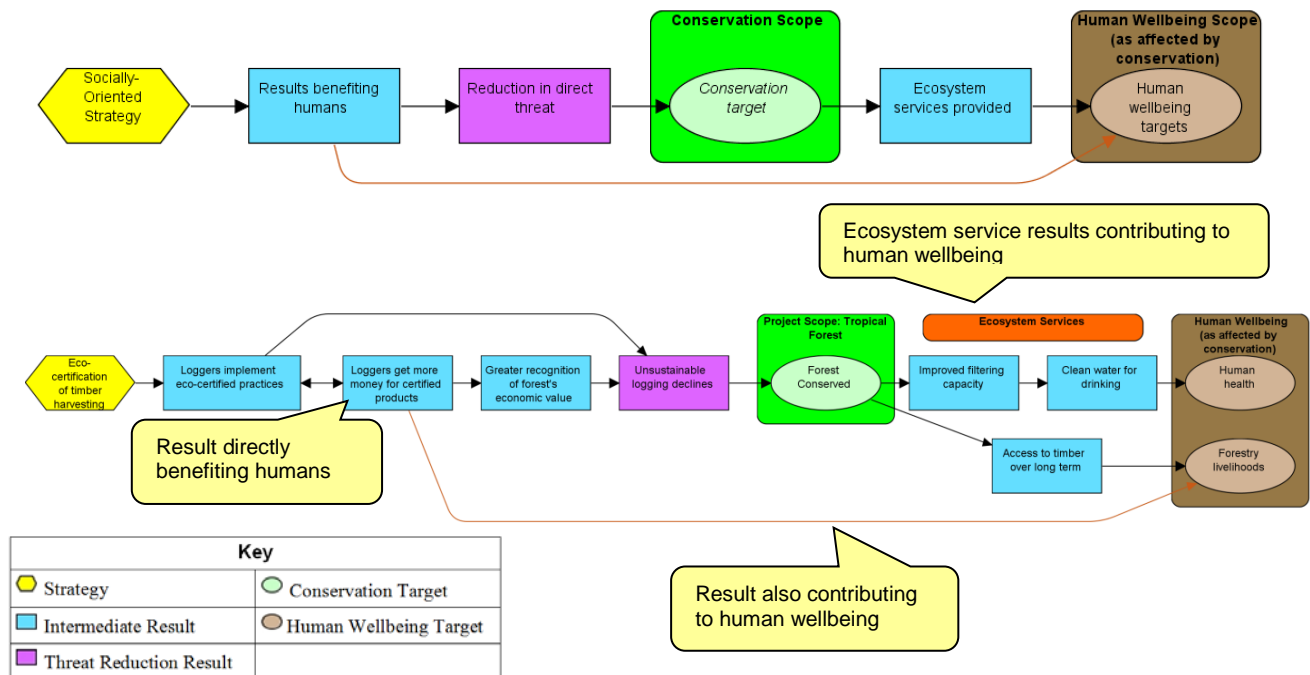 Socially-
Oriented
Strategy
Results benefiting
humans
Reduction in direct
threat
Conservation Scope
Conservation
target
Ecosystem
services provided
Human Wellbeing Scope
(as affected by
conservation)
Human
wellbeing
targets
Ecosystem service results contributing to
human wellbeing
Eco-
certification
of timber
harvesting
Loggers implement
eco-certified practices
Loggers get more
money for certified
products
Greater recognition
of forest's
economic value
Unsustainable
logging declines
Project Scope: Tropical
Forest
Forest
Conserved
Ecosystem Services
Improved filtering
capacity
Clean water for
drinking
Human Wellbeing
(as affected by
conservation)
Human
health
Access to timber
over long term
Forestry
livelihoods
Result directly
benefiting humans
Result also contributing
to human wellbeing
Key
Strategy
Conservation Target
Intermediate Result
Human Wellbeing Target
Threat Reduction Result